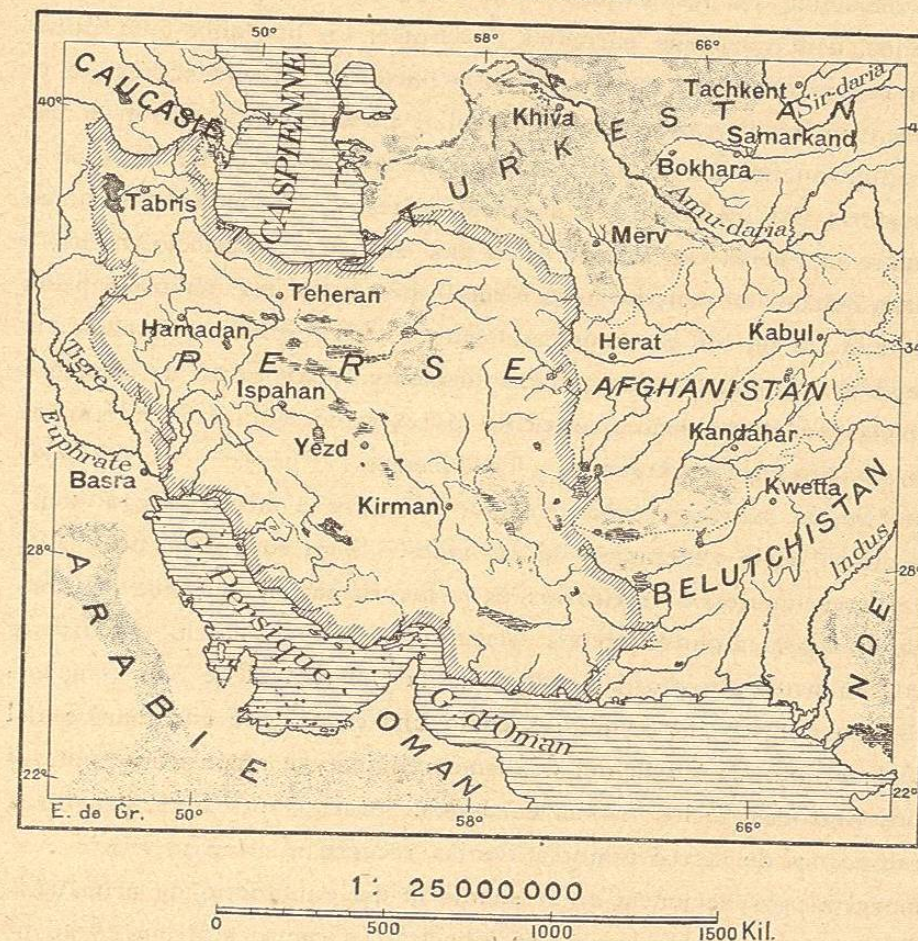 50° 58° 66°
CAUCASIE
40°
CASPIENNE
TURKESTAN
Khiva
Tachkent
Sir-daria
Samarkand
Bokhara
Amu-daria
Tabris
Merv
Teheran
Hamadan
Herat
Kabul
34
PERSE
Tigre
Ispahan
AFGHANISTAN
Euphrate
Yezd
Kandahar
Basra
Kirman
Kwetta
28°
G. Persique
BELUTCHISTAN
Indus
28°
ARABIE
NDE
OMAN
G. d'Oman
22°
22°
E. de Gr.
50° 58° 66°
1: 25 000 000
0 500 1000 1500 Kil.